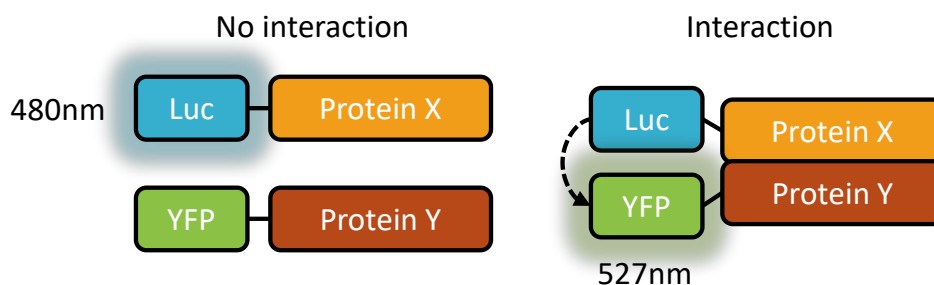 No interaction
Interaction
480nm
Luc
Protein X
Luc
Protein X
YFP
Protein Y
YFP
Protein Y
527nm